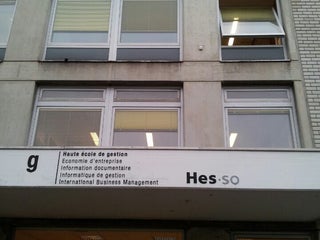 g
Haute école de gestion
Economie d'entreprise
Information documentaire
Informatique de gestion
International Business Management
Hes·so